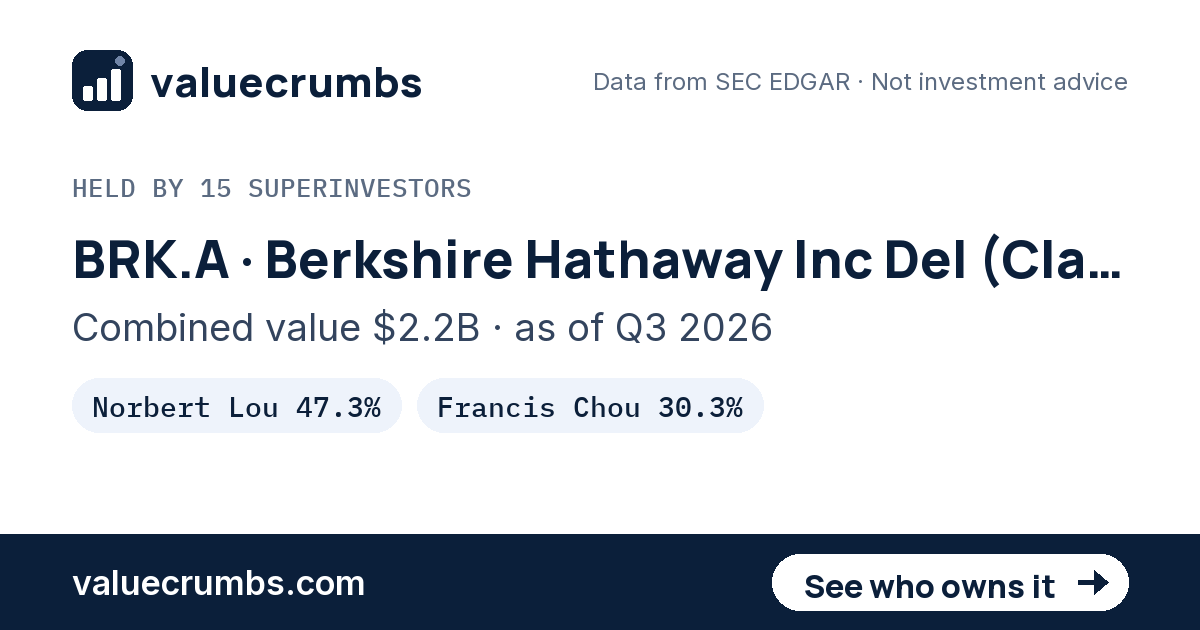 valuecrumbs
Data from SEC EDGAR · Not investment advice
HELD BY 15 SUPERINVESTORS
BRK.A · Berkshire Hathaway Inc Del (Cla…
Combined value $2.2B · as of Q3 2026
Norbert Lou 47.3%
Francis Chou 30.3%
valuecrumbs.com
See who owns it →